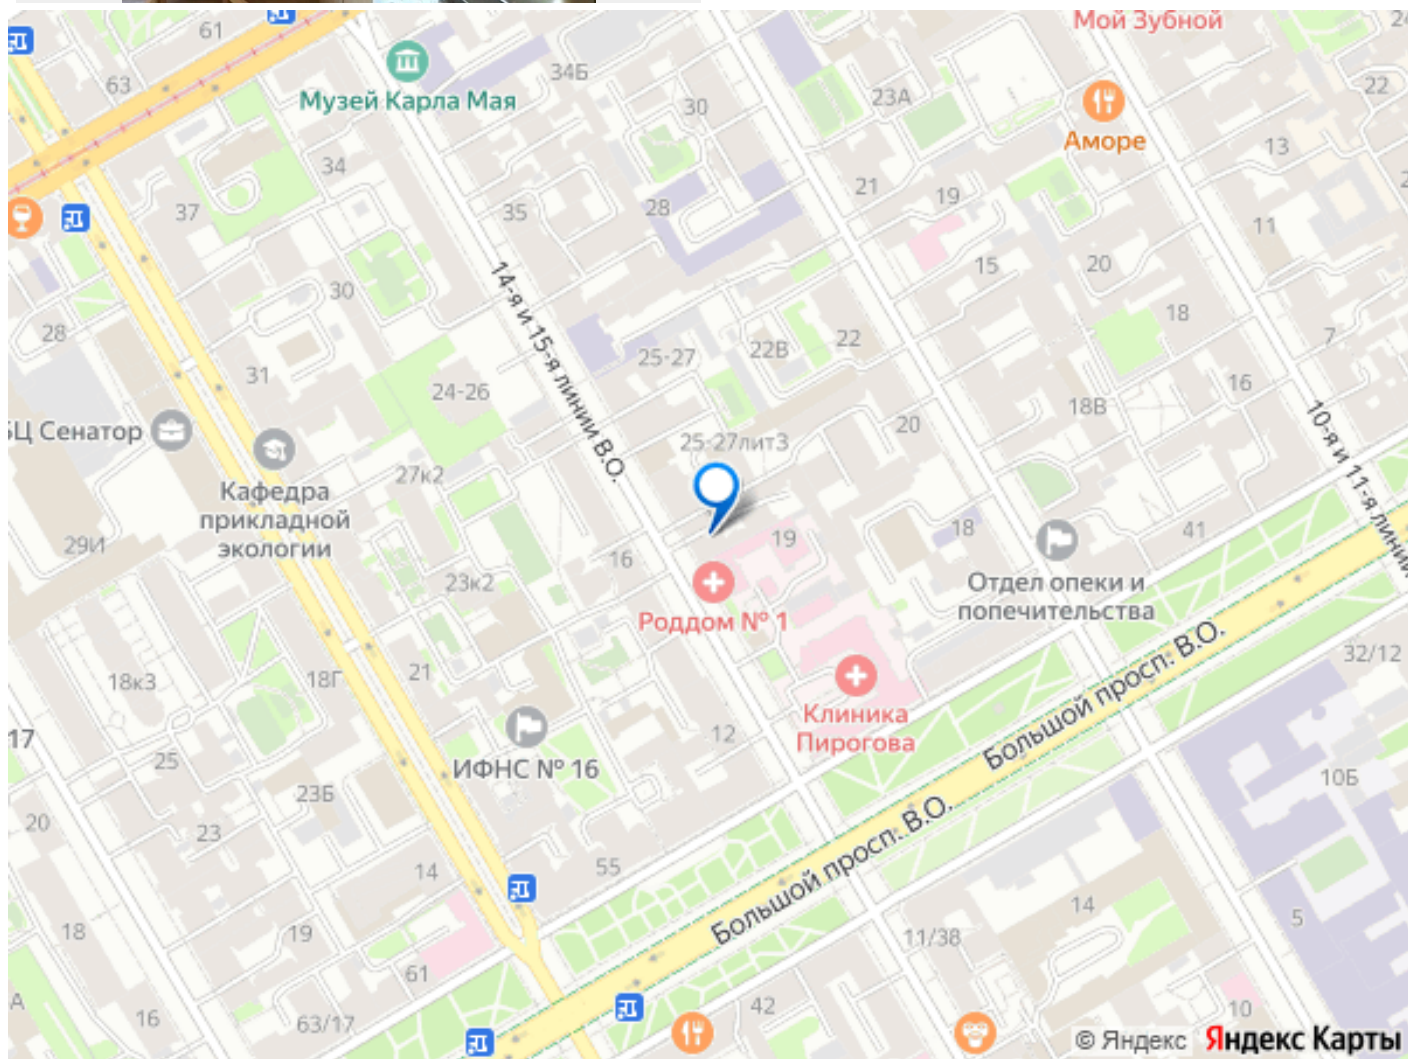 61
Мой Зубной
63
34Б
22
Музей Карла Мая
30
23А
Аморе
13
34
21
19
37
35
28
11
15
20
14-я и 15-я линии В.О.
30
18
28
22
7
22В
25-27
31
24-26
16
18В
10-я и 11-я линии
БЦ Сенатор
20
25-27лит3
27к2
Кафедра
прикладной
экологии
29И
19
18
41
16
Отдел опеки и
попечительства
23к2
Роддом № 1
32/12
21
18к3
18Г
Клиника
Пирогова
Большой просп. В.О.
17
12
25
ИФНС № 16
10Б
23Б
20
23
Большой просп. В.О.
14
55
14
5
18
19
11/38
61
А
16
63/17
42
10
© Яндекс Яндекс Карты